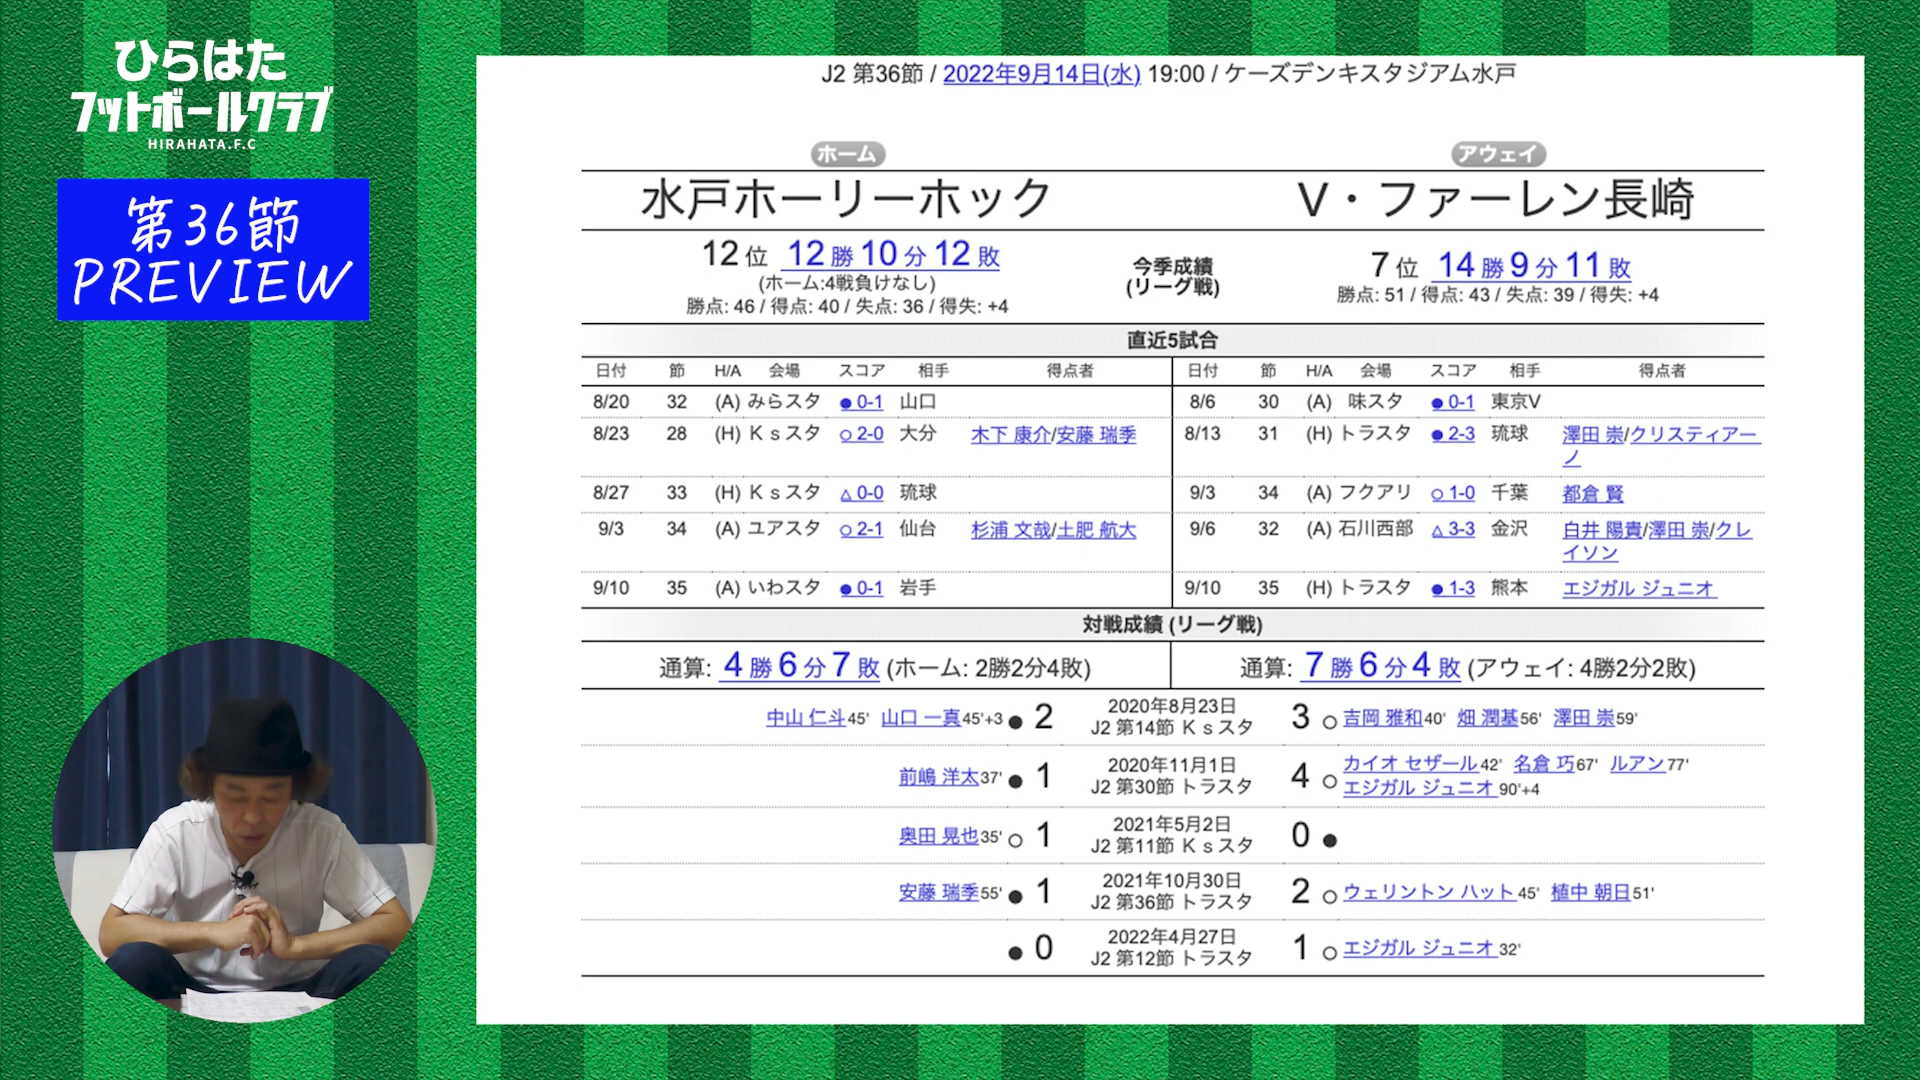 ひらはた
フットボールクラブ
HIRAHATA.F.C
第36節
PREVIEW
J2 第36節 / 2022年9月14日(水) 19:00 / ケーズデンキスタジアム水戸
ホーム アウェイ
水戸ホーリーホック V・ファーレン長崎
12位 12勝10分12敗 今季成績 (リーグ戦) 7位 14勝9分11敗
(ホーム:4戦負けなし)
勝点: 46 / 得点: 40 / 失点: 36 / 得失: +4 勝点: 51 / 得点: 43 / 失点: 39 / 得失: +4
直近5試合
日付 節 H/A 会場 スコア 相手 得点者 日付 節 H/A 会場 スコア 相手 得点者
8/20 32 (A) みらスタ ●0-1 山口 8/6 30 (A) 味スタ ●0-1 東京V
8/23 28 (H) Ksスタ ○2-0 大分 木下 康介/安藤 瑞季 8/13 31 (H) トラスタ ●2-3 琉球 澤田 崇/クリスティアー
ノ
8/27 33 (H) Ksスタ △0-0 琉球 9/3 34 (A) フクアリ ○1-0 千葉 都倉 賢
9/3 34 (A) ユアスタ ○2-1 仙台 杉浦 文哉/土肥 航大 9/6 32 (A) 石川西部 △3-3 金沢 白井 陽貴/澤田 崇/クレ
イソン
9/10 35 (A) いわスタ ●0-1 岩手 9/10 35 (H) トラスタ ●1-3 熊本 エジガル ジュニオ
対戦成績 (リーグ戦)
通算: 4勝6分7敗 (ホーム: 2勝2分4敗) 通算: 7勝6分4敗 (アウェイ: 4勝2分2敗)
中山 仁斗45' 山口 一真45'+3 ● 2 2020年8月23日 3 ○ 吉岡 雅和40' 畑 潤基56' 澤田 崇59'
J2 第14節 Ksスタ
前嶋 洋太37' ● 1 2020年11月1日 4 ○ カイオ セザール42' 名倉 巧67' ルアン77'
J2 第30節 トラスタ エジガル ジュニオ90'+4
奥田 晃也35' ○ 1 2021年5月2日 0 ●
J2 第11節 Ksスタ
安藤 瑞季55' ● 1 2021年10月30日 2 ○ ウェリントン ハット45' 植中 朝日51'
J2 第36節 トラスタ
● 0 2022年4月27日 1 ○ エジガル ジュニオ32'
J2 第12節 トラスタ